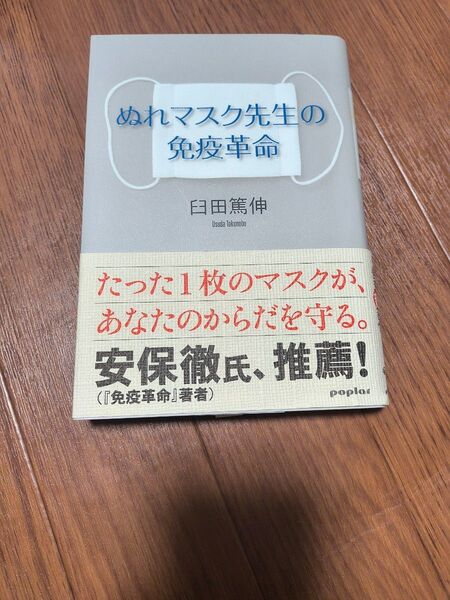 ぬれマスク先生の
免疫革命
臼田篤伸
Usuda Tokunobu
たった1枚のマスクが、
あなたのからだを守る。
安保徹氏、推薦!
(『免疫革命』著者)
poplar